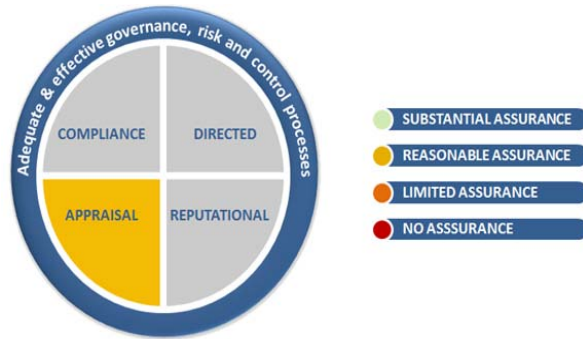 Adequate & effective governance, risk and control processes
COMPLIANCE
DIRECTED
APPRAISAL
REPUTATIONAL
SUBSTANTIAL ASSURANCE
REASONABLE ASSURANCE
LIMITED ASSURANCE
NO ASSSURANCE